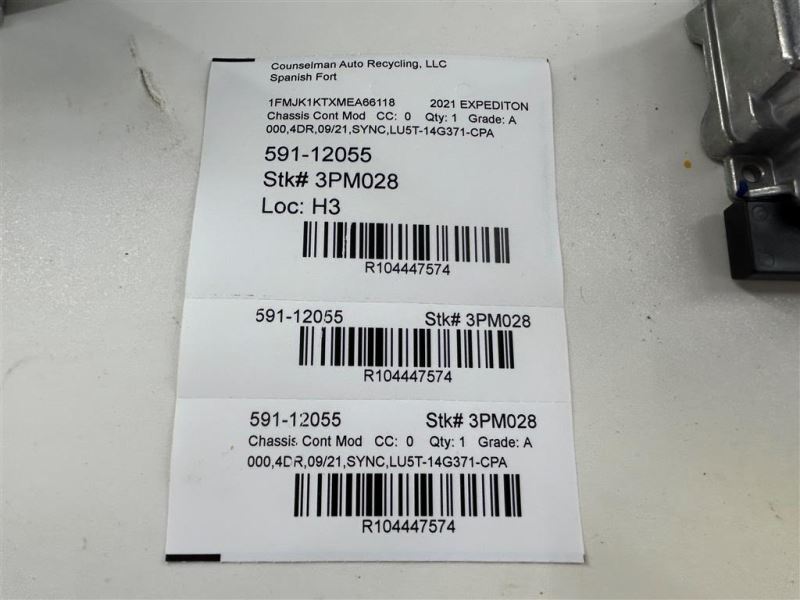 Counselman Auto Recycling, LLC
Spanish Fort
1FMJK1KTXMEA66118 2021 EXPEDITON
Chassis Cont Mod CC: 0 Qty: 1 Grade: A
000,4DR,09/21,SYNC,LU5T-14G371-CPA
591-12055
Stk# 3PM028
Loc: H3
R104447574
591-12055 Stk# 3PM028
R104447574
591-12055 Stk# 3PM028
Chassis Cont Mod CC: 0 Qty: 1 Grade: A
000,4DR,09/21,SYNC,LU5T-14G371-CPA
R104447574